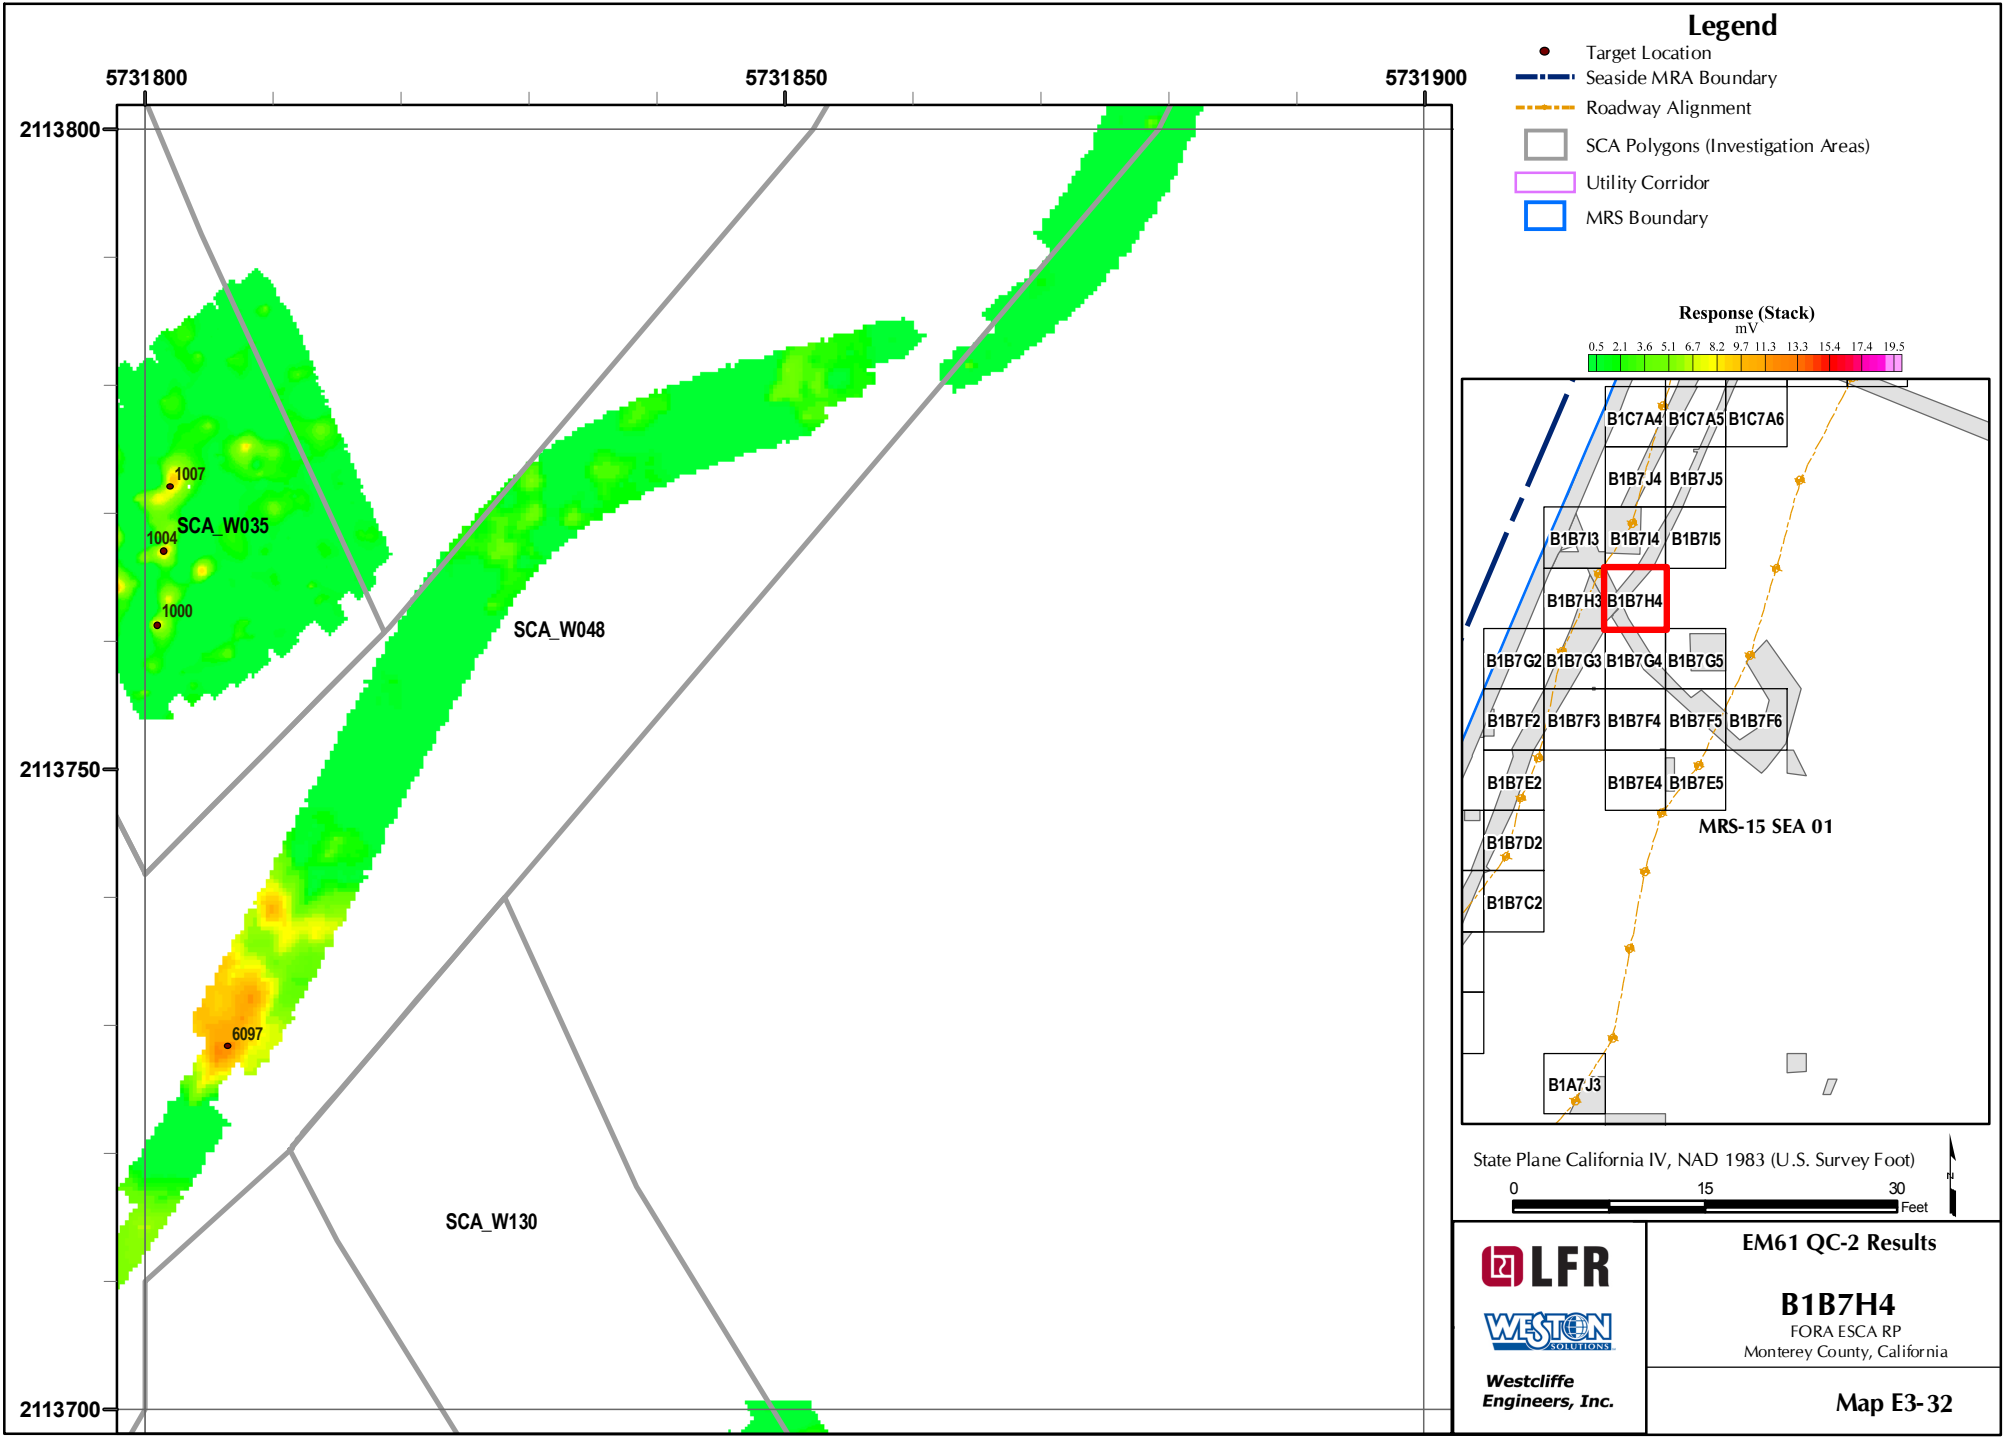 5731800
5731850
5731900
2113800
2113750
2113700
1007
SCA_W035
1004
1000
SCA_W048
6097
SCA_W130
Legend
Target Location
Seaside MRA Boundary
Roadway Alignment
SCA Polygons (Investigation Areas)
Utility Corridor
MRS Boundary
Response (Stack)
mV
0.5 2.1 3.6 5.1 6.7 8.2 9.7 11.3 13.3 15.4 17.4 19.5
B1C7A4 B1C7A5 B1C7A6
B1B7J4 B1B7J5
B1B7I3 B1B7I4 B1B7I5
B1B7H3 B1B7H4
B1B7G2 B1B7G3 B1B7G4 B1B7G5
B1B7F2 B1B7F3 B1B7F4 B1B7F5 B1B7F6
B1B7E2 B1B7E4 B1B7E5
MRS-15 SEA 01
B1B7D2
B1B7C2
B1A7J3
State Plane California IV, NAD 1983 (U.S. Survey Foot)
0 15 30
Feet
N
LFR
WESTON
SOLUTIONS
Westcliffe
Engineers, Inc.
EM61 QC-2 Results
B1B7H4
FORA ESCA RP
Monterey County, California
Map E3-32